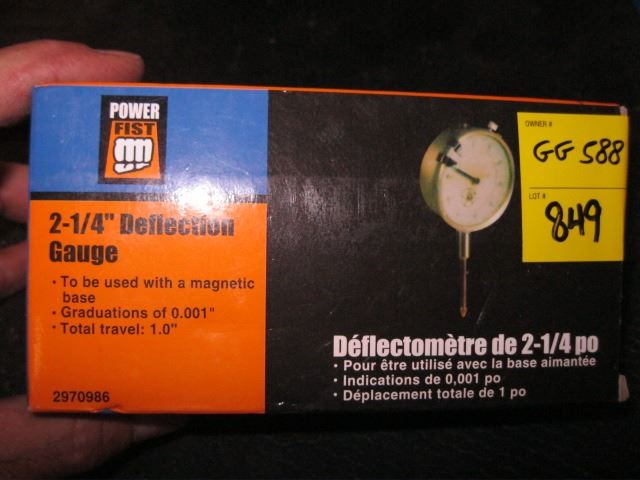 POWER
FIST
2-1/4" Deflection
Gauge
· To be used with a magnetic
base
· Graduations of 0.001"
· Total travel: 1.0"
2970986
OWNER #
GG 588
LOT #
849
Déflectomètre de 2-1/4 po
· Pour être utilisé avec la base aimantée
· Indications de 0,001 po
· Déplacement totale de 1 po